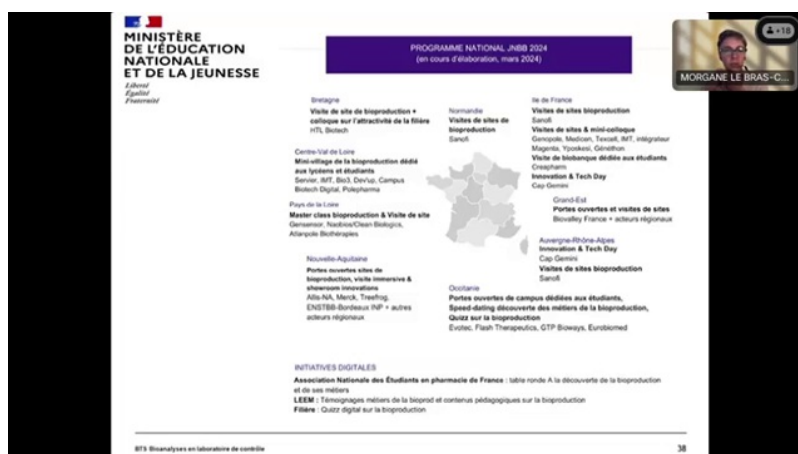 MINISTÈRE
DE L'ÉDUCATION
NATIONALE
ET DE LA JEUNESSE
Liberté
Égalité
Fraternité
PROGRAMME NATIONAL JNBB 2024
(en cours d'élaboration, mars 2024)
+18
MORGANE LE BRAS-C...
Bretagne
Visite de site de bioproduction +
colloque sur l'attractivité de la filière
HTL Biotech
Normandie
Visites de sites de
bioproduction
Sanofi
Ile de France
Visites de sites bioproduction
Sanofi
Visites de sites & mini-colloque
Genopole, Medicen, Texcell, IMT, intégrateur
Magenta, Yposkesi, Généthon
Visite de biobanque dédiée aux étudiants
Creapharm
Innovation & Tech Day
Cap Gemini
Centre-Val de Loire
Mini-village de la bioproduction dédié
aux lycéens et étudiants
Servier, IMT, Bio3, Dev'up, Campus
Biotech Digital, Polepharma
Pays de la Loire
Master class bioproduction & Visite de site
Gensensor, Naobios/Clean Biologics,
Atlanpole Biothérapies
Grand-Est
Portes ouvertes et visites de sites
Biovalley France + acteurs régionaux
Auvergne-Rhône-Alpes
Innovation & Tech Day
Cap Gemini
Visites de sites bioproduction
Sanofi
Nouvelle-Aquitaine
Portes ouvertes sites de
bioproduction, visite immersive &
showroom innovations
Allis-NA, Merck, Treefrog,
ENSTBB-Bordeaux INP + autres
acteurs régionaux
Occitanie
Portes ouvertes de campus dédiées aux étudiants,
Speed-dating découverte des métiers de la bioproduction,
Quizz sur la bioproduction
Evotec, Flash Therapeutics, GTP Bioways, Eurobiomed
INITIATIVES DIGITALES
Association Nationale des Étudiants en pharmacie de France : table ronde A la découverte de la bioproduction
et de ses métiers
LEEM : Témoignages métiers de la bioprod et contenus pédagogiques sur la bioproduction
Filière : Quizz digital sur la bioproduction
BTS Bioanalyses en laboratoire de contrôle
38